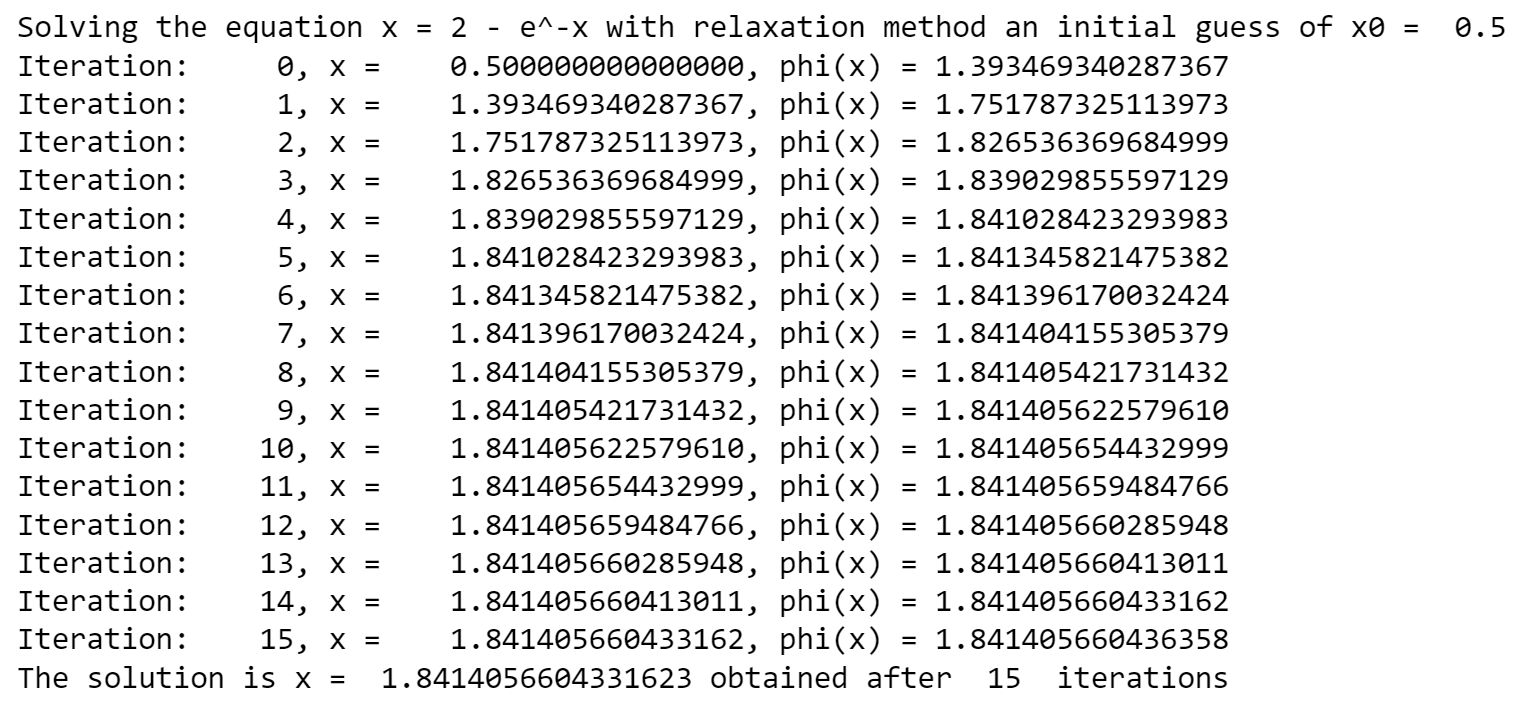 Solving the equation x = 2 - e^-x with relaxation method an initial guess of x0 =  0.5
Iteration:     0, x =    0.500000000000000, phi(x) = 1.393469340287367
Iteration:     1, x =    1.393469340287367, phi(x) = 1.751787325113973
Iteration:     2, x =    1.751787325113973, phi(x) = 1.826536369684999
Iteration:     3, x =    1.826536369684999, phi(x) = 1.839029855597129
Iteration:     4, x =    1.839029855597129, phi(x) = 1.841028423293983
Iteration:     5, x =    1.841028423293983, phi(x) = 1.841345821475382
Iteration:     6, x =    1.841345821475382, phi(x) = 1.841396170032424
Iteration:     7, x =    1.841396170032424, phi(x) = 1.841404155305379
Iteration:     8, x =    1.841404155305379, phi(x) = 1.841405421731432
Iteration:     9, x =    1.841405421731432, phi(x) = 1.841405622579610
Iteration:    10, x =    1.841405622579610, phi(x) = 1.841405654432999
Iteration:    11, x =    1.841405654432999, phi(x) = 1.841405659484766
Iteration:    12, x =    1.841405659484766, phi(x) = 1.841405660285948
Iteration:    13, x =    1.841405660285948, phi(x) = 1.841405660413011
Iteration:    14, x =    1.841405660413011, phi(x) = 1.841405660433162
Iteration:    15, x =    1.841405660433162, phi(x) = 1.841405660436358
The solution is x =  1.8414056604331623 obtained after  15  iterations